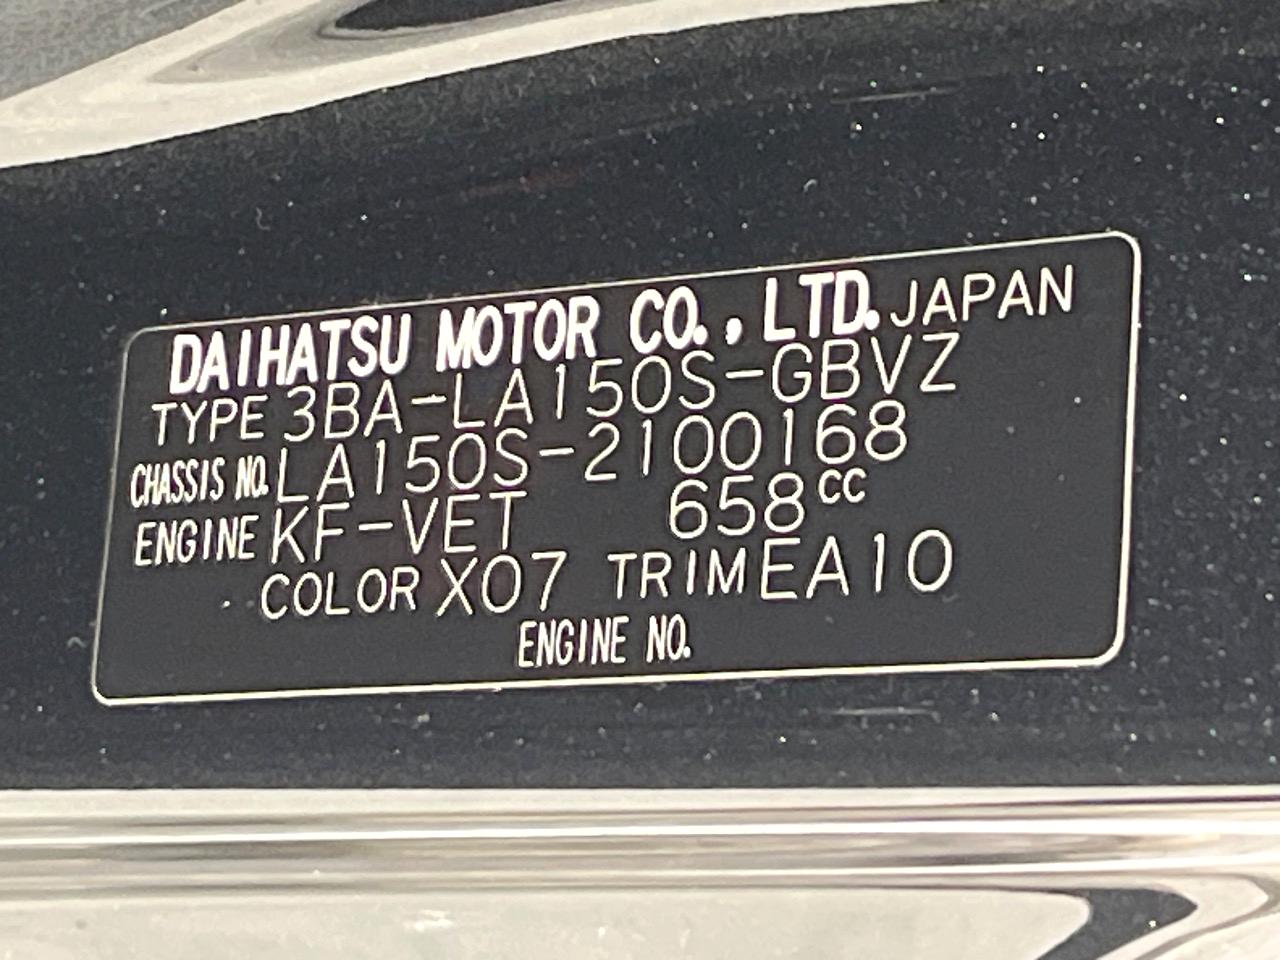 DAIHATSU MOTOR CO., LTD. JAPAN
TYPE 3BA-LA150S-GBVZ
CHASSIS NO. LA150S-2100168
ENGINE KF-VET 658cc
COLOR X07 TRIM EA10
ENGINE NO.